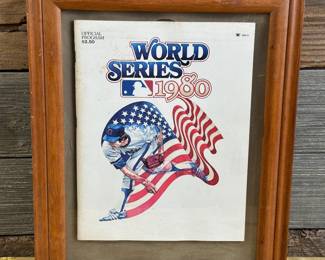 OFFICIAL
PROGRAM
$2.50
WORLD
SERIES
1980